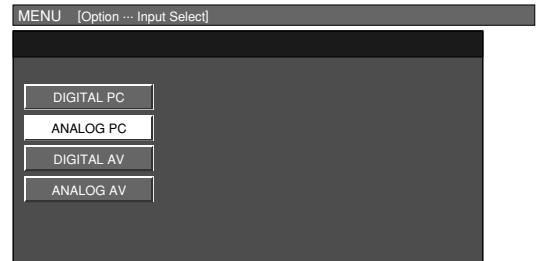 MENU [Option ··· Input Select]
DIGITAL PC
ANALOG PC
DIGITAL AV
ANALOG AV